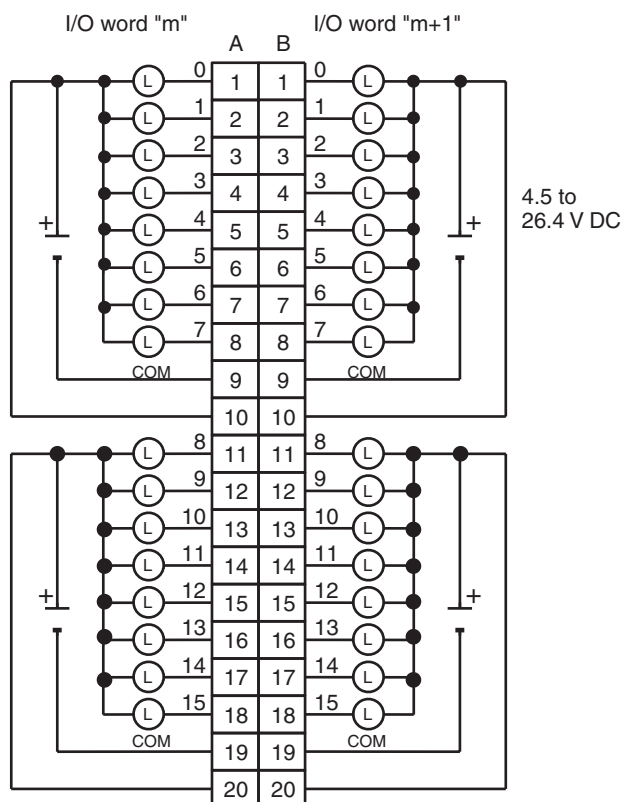 I/O word "m" I/O word "m+1"
A B
0 1 1 0
L L
1 2 2 1
L L
2 3 3 2
L L
3 4 4 3
L L
4.5 to
26.4 V DC
4 5 5 4
+ L L +
5 6 6 5
L L
6 7 7 6
L L
7 8 8 7
L L
COM 9 9 COM
10 10
8 11 11 8
L L
9 12 12 9
L L
10 13 13 10
L L
11 14 14 11
L L
12 15 15 12
+ L L +
13 16 16 13
L L
14 17 17 14
L L
15 18 18 15
L L
COM 19 19 COM
20 20